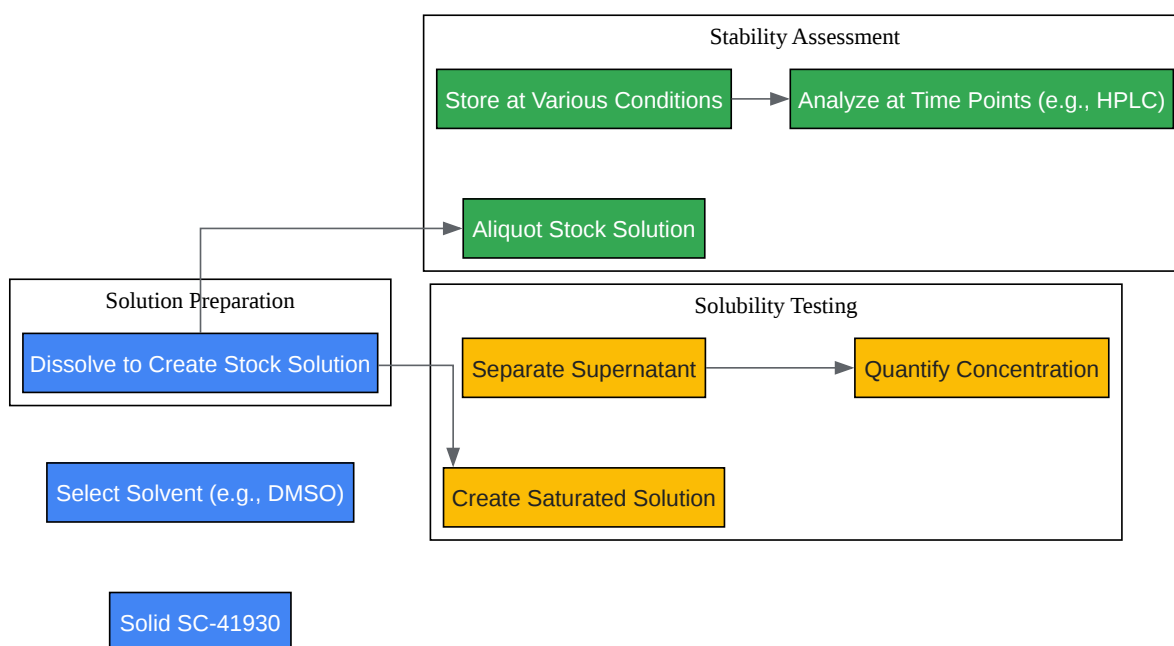 Stability Assessment
Store at Various Conditions
Analyze at Time Points (e.g., HPLC)
Aliquot Stock Solution
Solution Preparation
Dissolve to Create Stock Solution
Solubility Testing
Separate Supernatant
Quantify Concentration
Create Saturated Solution
Select Solvent (e.g., DMSO)
Solid SC-41930